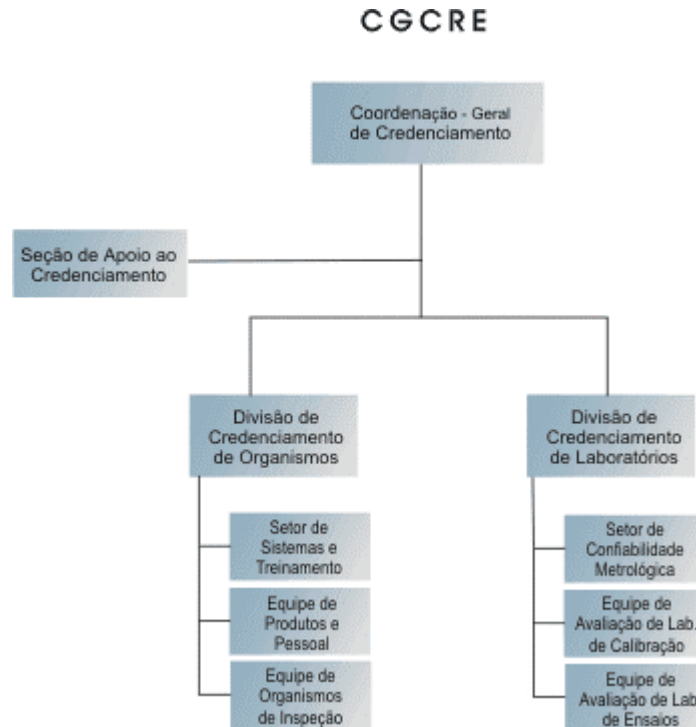 CGCRE
Coordenação - Geral
de Credenciamento
Seção de Apoio ao
Credenciamento
Divisão de
Credenciamento
de Organismos
Setor de
Sistemas e
Treinamento
Equipe de
Produtos e
Pessoal
Equipe de
Organismos
de Inspeção
Divisão de
Credenciamento
de Laboratórios
Setor de
Confiabilidade
Metrológica
Equipe de
Avaliação de Lab.
de Calibração
Equipe de
Avaliação de Lab
de Ensaios